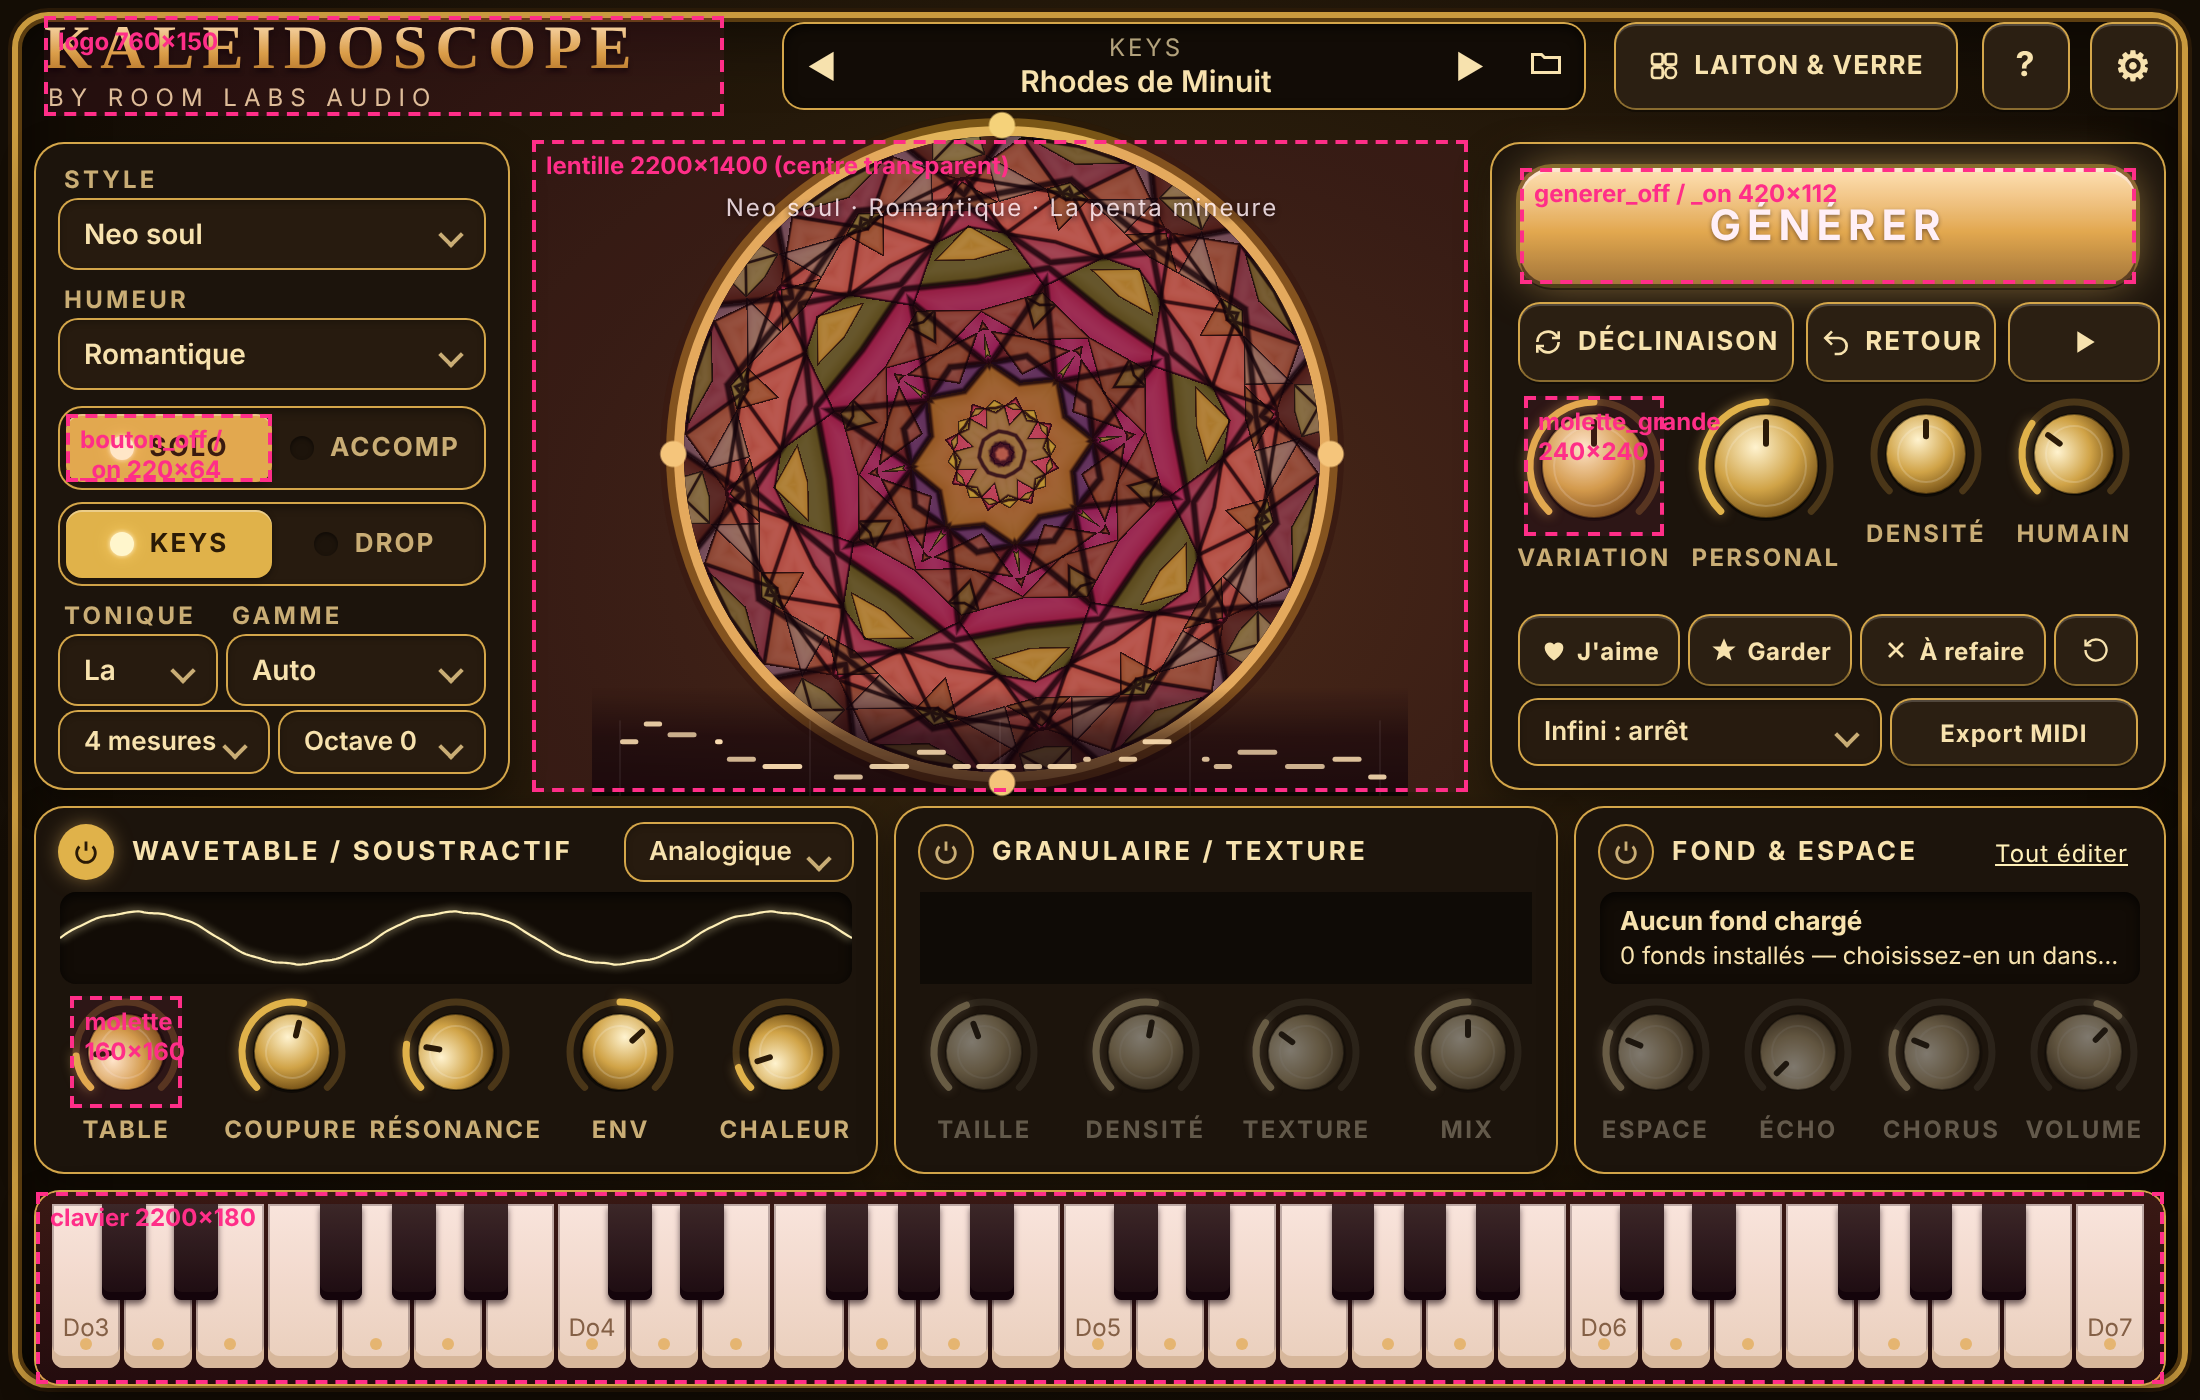 KALEIDOSCOPE
logo 760×150
BY ROOM LABS AUDIO
KEYS
Rhodes de Minuit
LAITON & VERRE
?
STYLE
Neo soul
HUMEUR
Romantique
SOLO
bouton_off /
_on 220×64
ACCOMP
KEYS
DROP
TONIQUE
GAMME
La
Auto
4 mesures
Octave 0
lentille 2200×1400 (centre transparent)
Neo soul · Romantique · La penta mineure
generer_off / _on 420×112
GÉNÉRER
DÉCLINAISON
RETOUR
molette_grande
240×240
VARIATION
PERSONAL
DENSITÉ
HUMAIN
J'aime
Garder
À refaire
Infini : arrêt
Export MIDI
WAVETABLE / SOUSTRACTIF
Analogique
molette
160×160
TABLE
COUPURE
RÉSONANCE
ENV
CHALEUR
GRANULAIRE / TEXTURE
TAILLE
DENSITÉ
TEXTURE
MIX
FOND & ESPACE
Tout éditer
Aucun fond chargé
0 fonds installés — choisissez-en un dans...
ESPACE
ÉCHO
CHORUS
VOLUME
clavier 2200×180
Do3
Do4
Do5
Do6
Do7